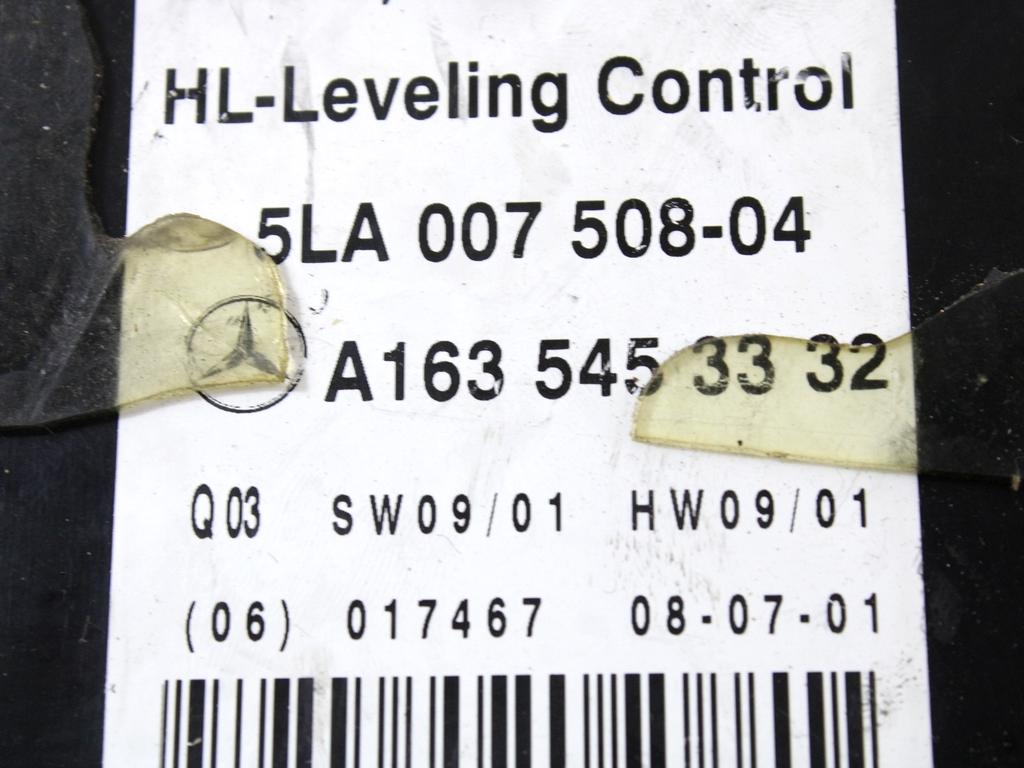 HL-Leveling Control
5LA 007 508-04
A163 545 33 32
Q03 SW09/01 HW09/01
(06) 017467 08-07-01